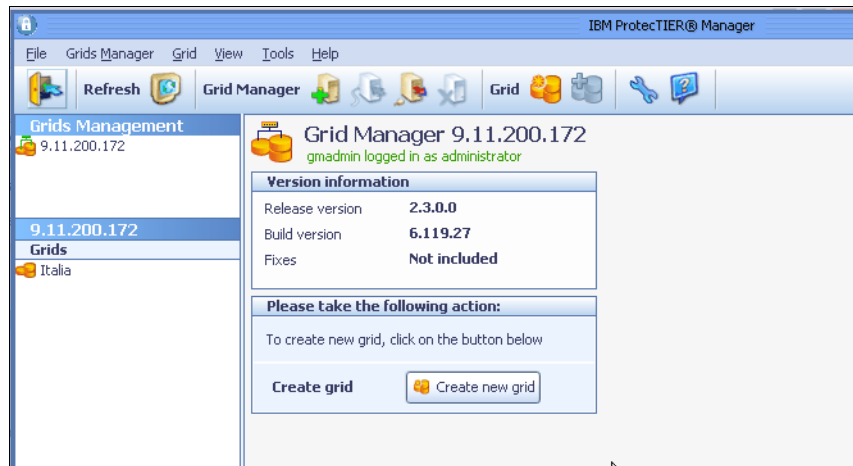 IBM ProtecTIER® Manager
File Grids Manager Grid View Tools Help
Refresh Grid Manager Grid
Grids Management
9.11.200.172
9.11.200.172
Grids
Italia
Grid Manager 9.11.200.172
gmadmin logged in as administrator
Version information
Release version 2.3.0.0
Build version 6.119.27
Fixes Not included
Please take the following action:
To create new grid, click on the button below
Create grid Create new grid